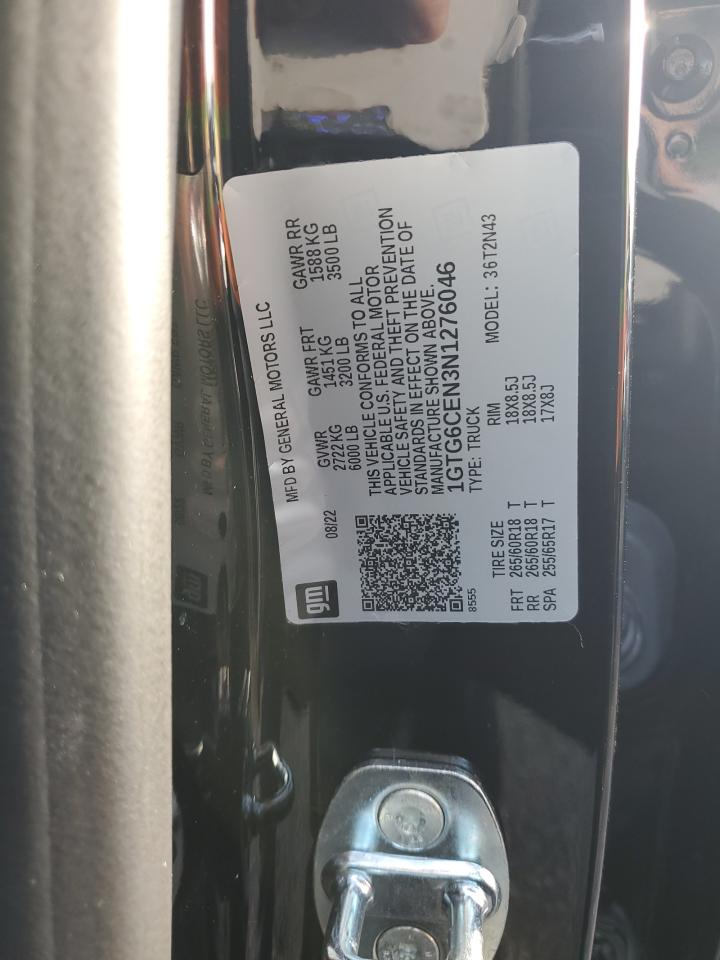 MFD BY GENERAL MOTORS LLC
08/22 GVWR GAWR FRT GAWR RR
2722 KG 1451 KG 1588 KG
6000 LB 3200 LB 3500 LB
THIS VEHICLE CONFORMS TO ALL
APPLICABLE U.S. FEDERAL MOTOR
VEHICLE SAFETY AND THEFT PREVENTION
STANDARDS IN EFFECT ON THE DATE OF
MANUFACTURE SHOWN ABOVE.
1GTG6CEN3N1276046
TYPE: TRUCK
MODEL: 36T2N43
gm
8555
TIRE SIZE RIM
FRT 265/60R18 T 18X8.5J
RR 265/60R18 T 18X8.5J
SPA 255/65R17 T 17X8J